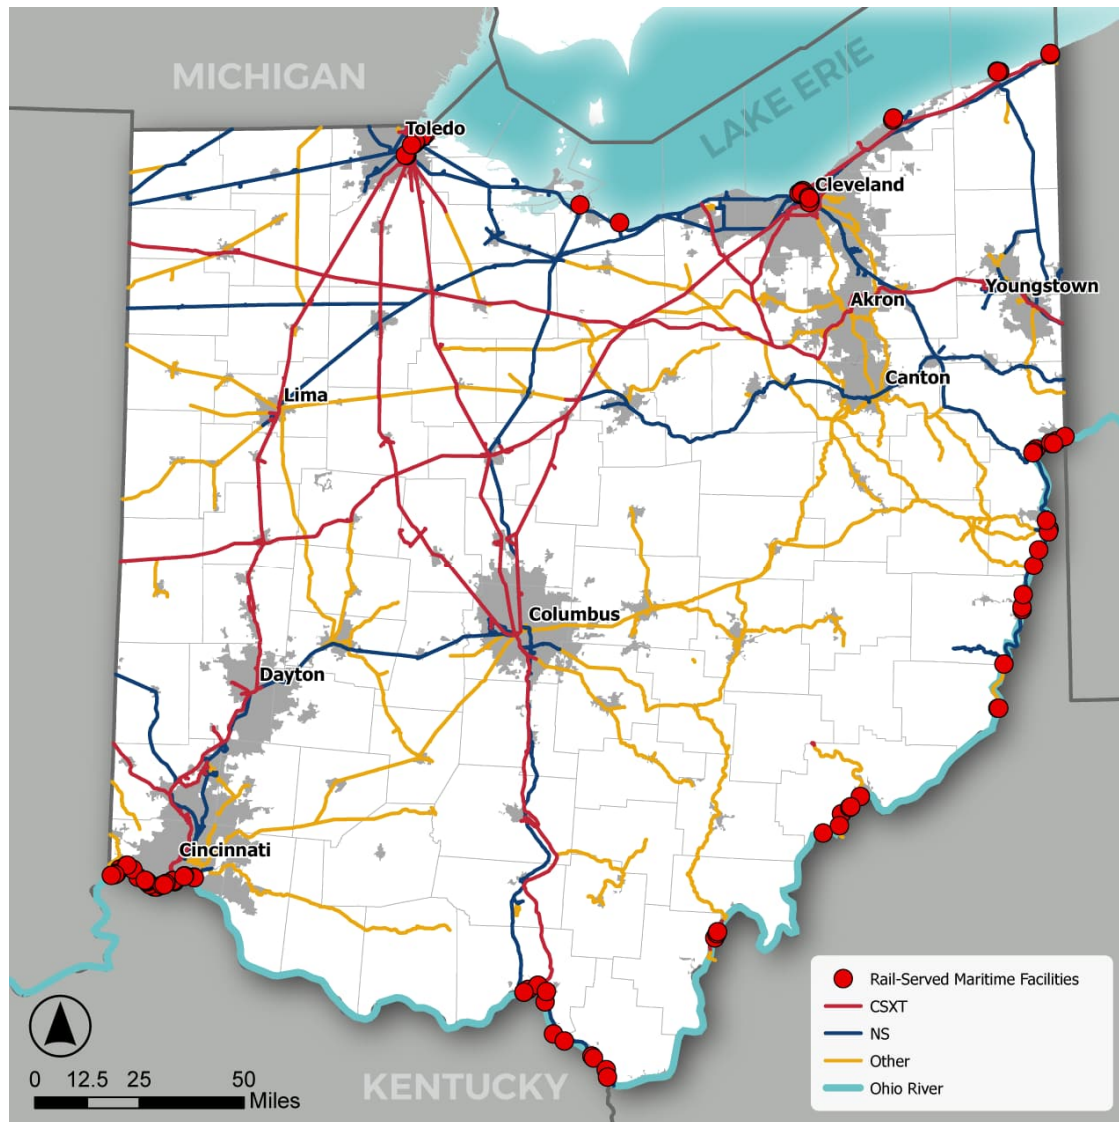 MICHIGAN
LAKE ERIE
Toledo
Cleveland
Akron
Youngstown
Canton
Lima
Columbus
Dayton
Cincinnati
KENTUCKY
Rail-Served Maritime Facilities
CSXT
NS
Other
Ohio River
0 12.5 25 50
Miles